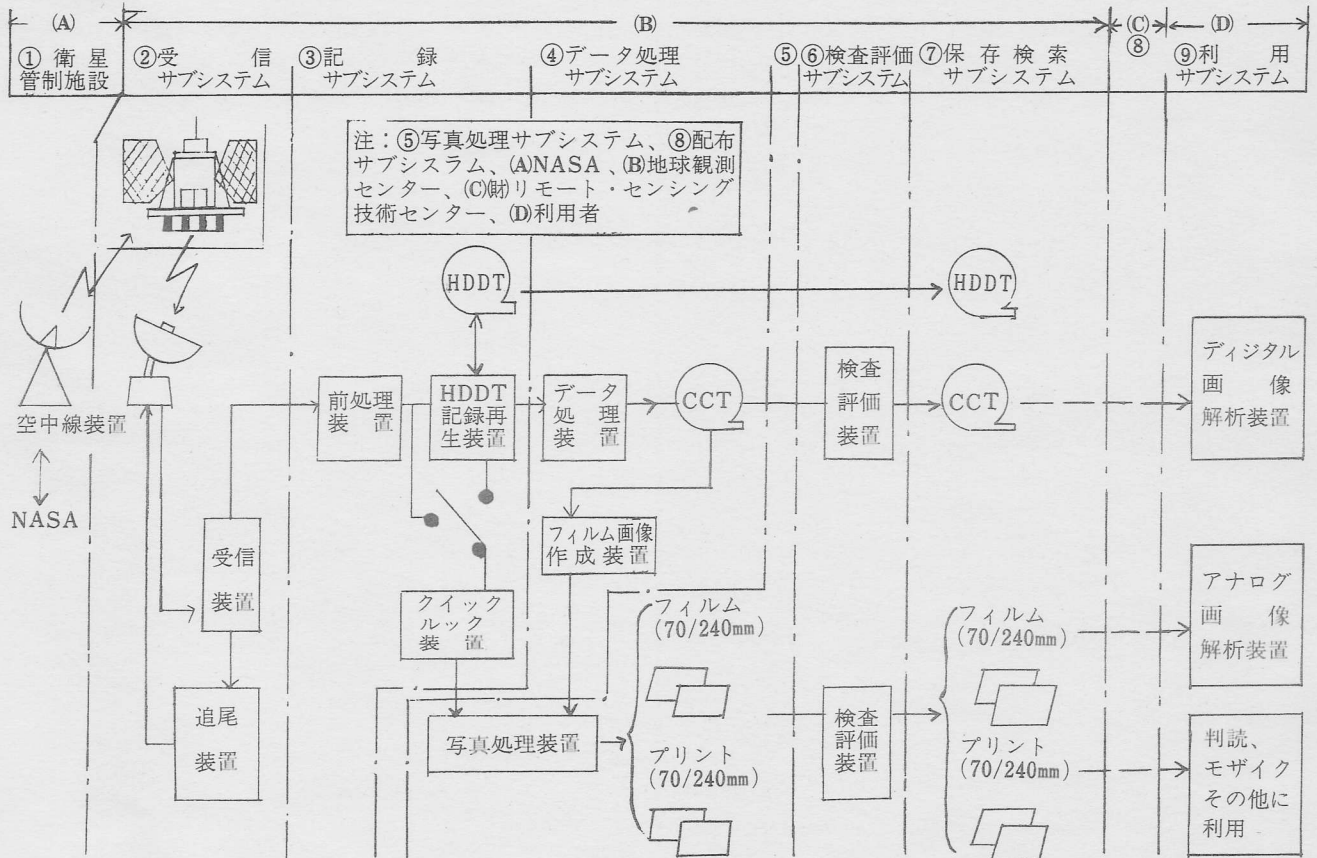 (A)
(B)
(C)
(D)
①衛星
管制施設
②受信
サブシステム
③記録
サブシステム
④データ処理
サブシステム
⑤
⑥検査評価
サブシステム
⑦保存検索
サブシステム
⑧
⑨利用
サブシステム
注：⑤写真処理サブシステム、⑧配布
サブシスラム、(A)NASA、(B)地球観測
センター、(C)㈶リモート・センシング
技術センター、(D)利用者
HDDT
HDDT
空中線装置
NASA
前処理
装置
HDDT
記録再
生装置
データ
処理
装置
CCT
検査
評価
装置
CCT
ディジタル
画像
解析装置
受信
装置
フィルム画像
作成装置
クイック
ルック
装置
フィルム
(70/240mm)
フィルム
(70/240mm)
アナログ
画像
解析装置
追尾
装置
写真処理装置
プリント
(70/240mm)
検査
評価
装置
プリント
(70/240mm)
判読、
モザイク
その他に
利用